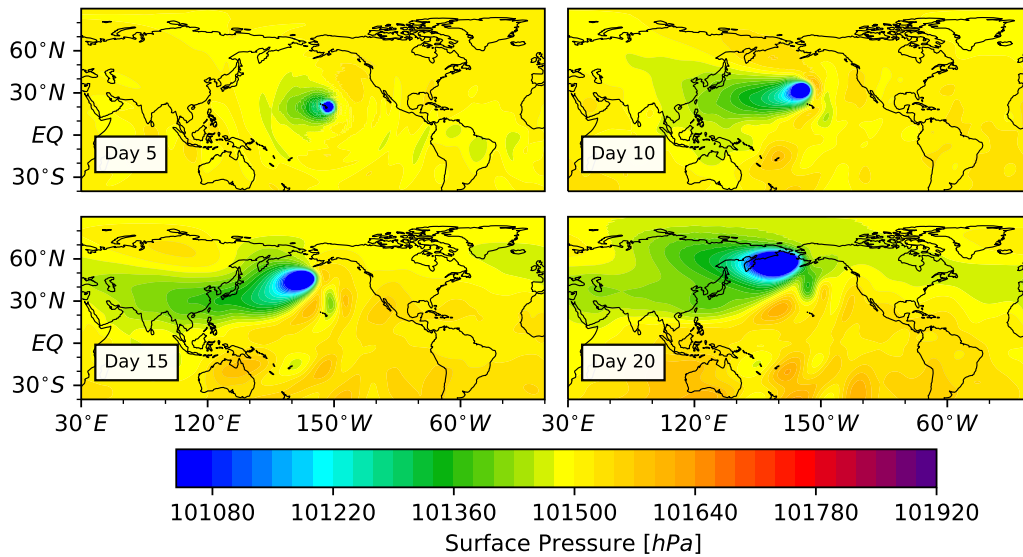 60°N
30°N
EQ
30°S
Day 5
Day 10
60°N
30°N
EQ
30°S
Day 15
Day 20
30°E 120°E 150°W 60°W 30°E 120°E 150°W 60°W
101080 101220 101360 101500 101640 101780 101920
Surface Pressure [hPa]